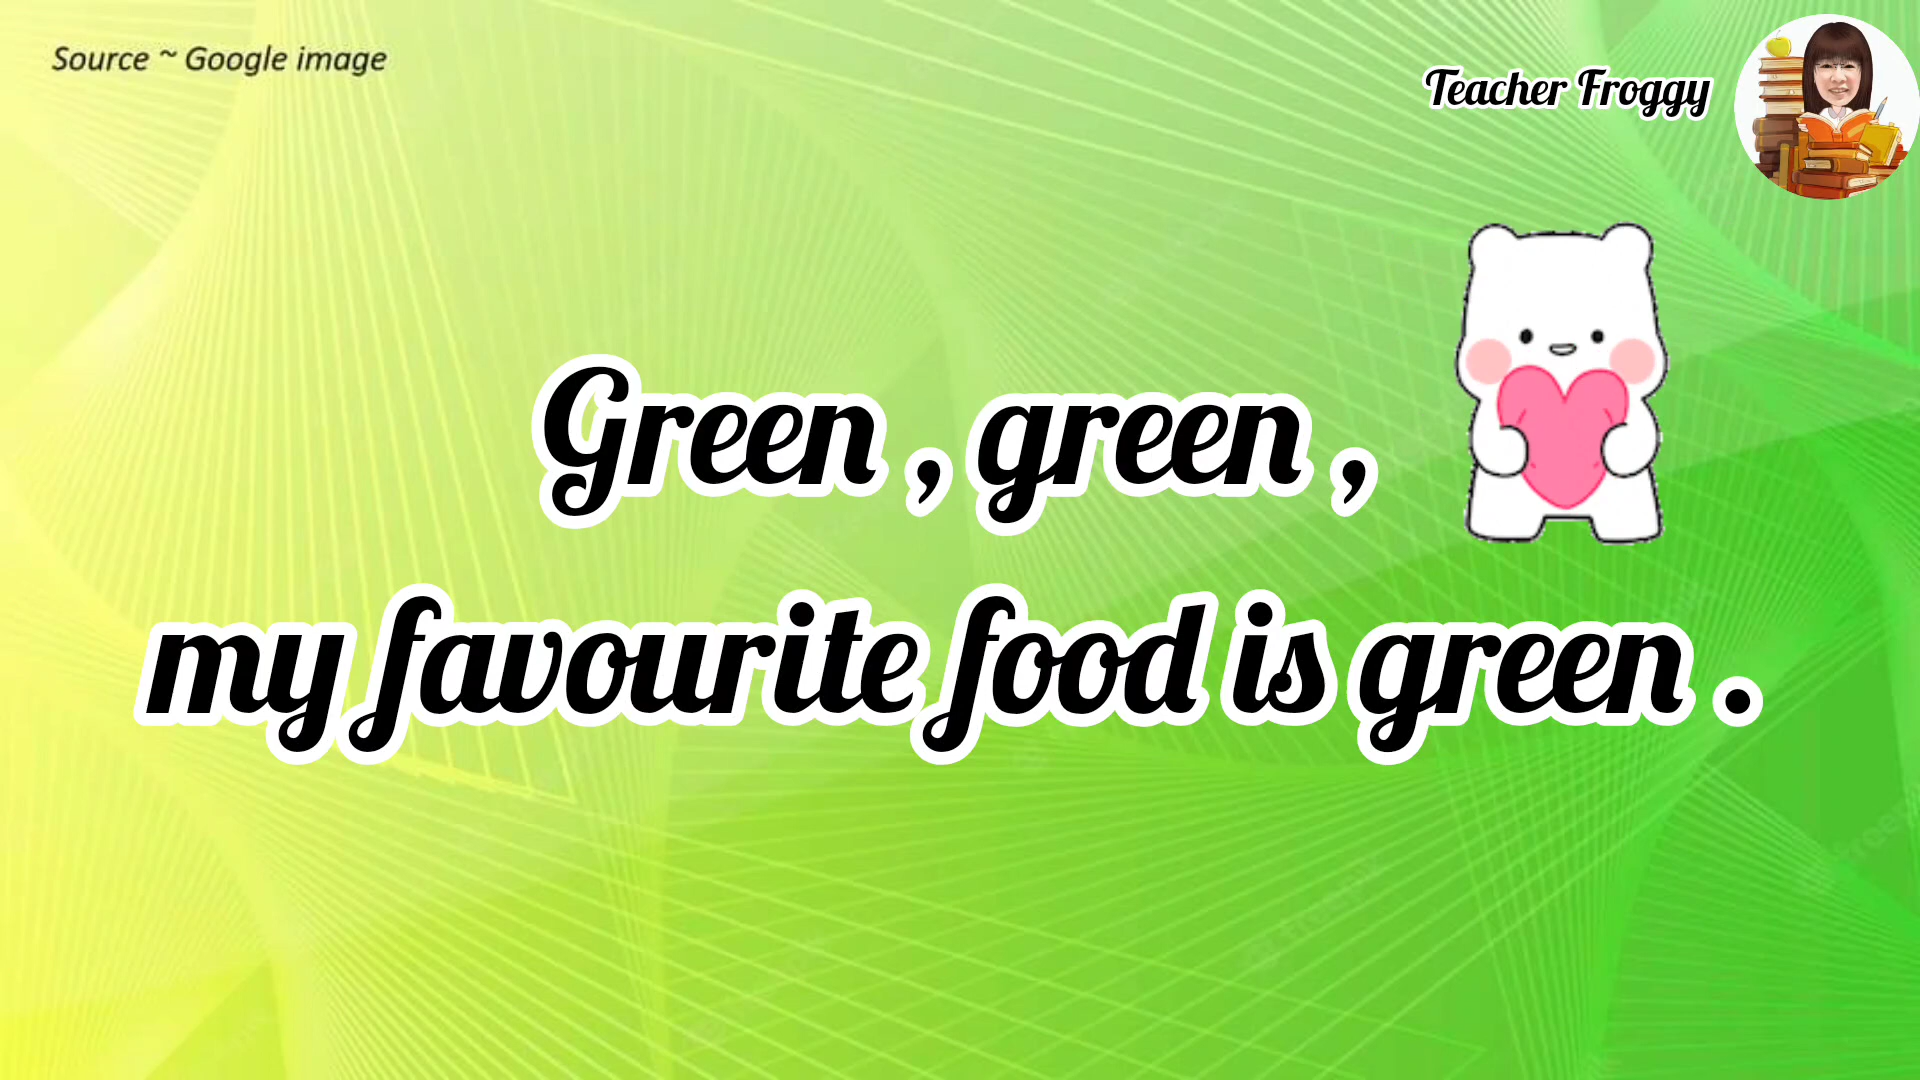 Source ~ Google image
Teacher Froggy
Green , green ,
my favourite food is green .